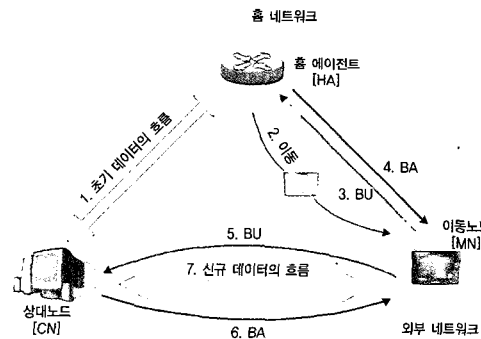 홈 네트워크
홈 에이전트
[HA]
1. 초기 데이터의 흐름
2. 이동
3. BU
4. BA
이동노드
[MN]
5. BU
7. 신규 데이터의 흐름
6. BA
상대노드
[CN]
외부 네트워크